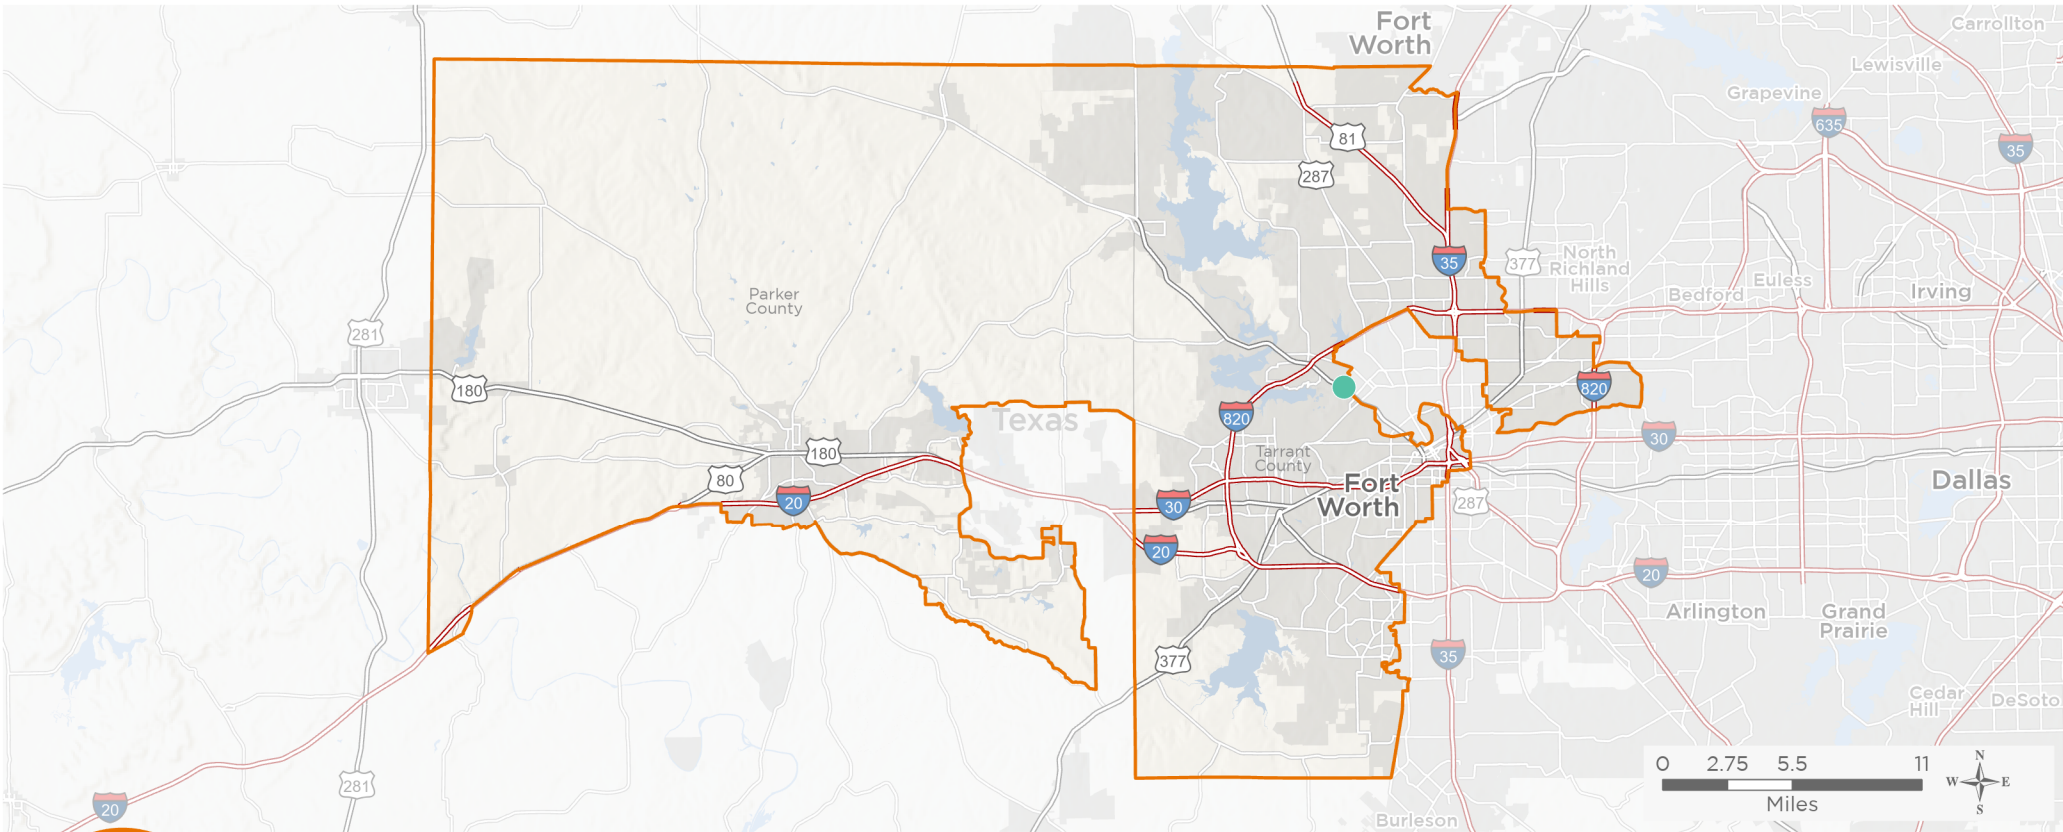 Fort
Worth
Carrollton
Lewisville
Grapevine
635
81
35
287
35
377
North
Richland
Hills
Parker
County
Bedford
Euless
Irving
281
180
820
820
Texas
30
180
Tarrant
County
80
20
30
Fort
Worth
287
Dallas
20
20
Arlington
Grand
Prairie
377
35
Cedar
Hill
DeSoto
281
20
Burleson
0 2.75 5.5 11
Miles
N
W E
S